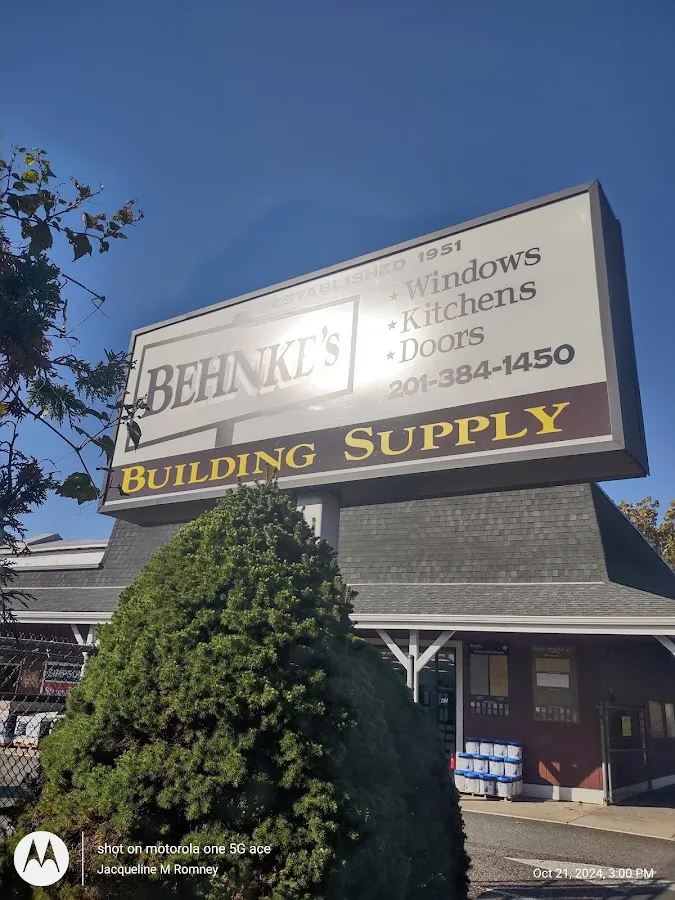 ESTABLISHED 1951
BEHNKE's
★ Windows
★ Kitchens
★ Doors
201-384-1450
BUILDING SUPPLY
SIMPSON
shot on motorola one 5G ace
Jacqueline M Romney
Oct 21, 2024, 3:00 PM